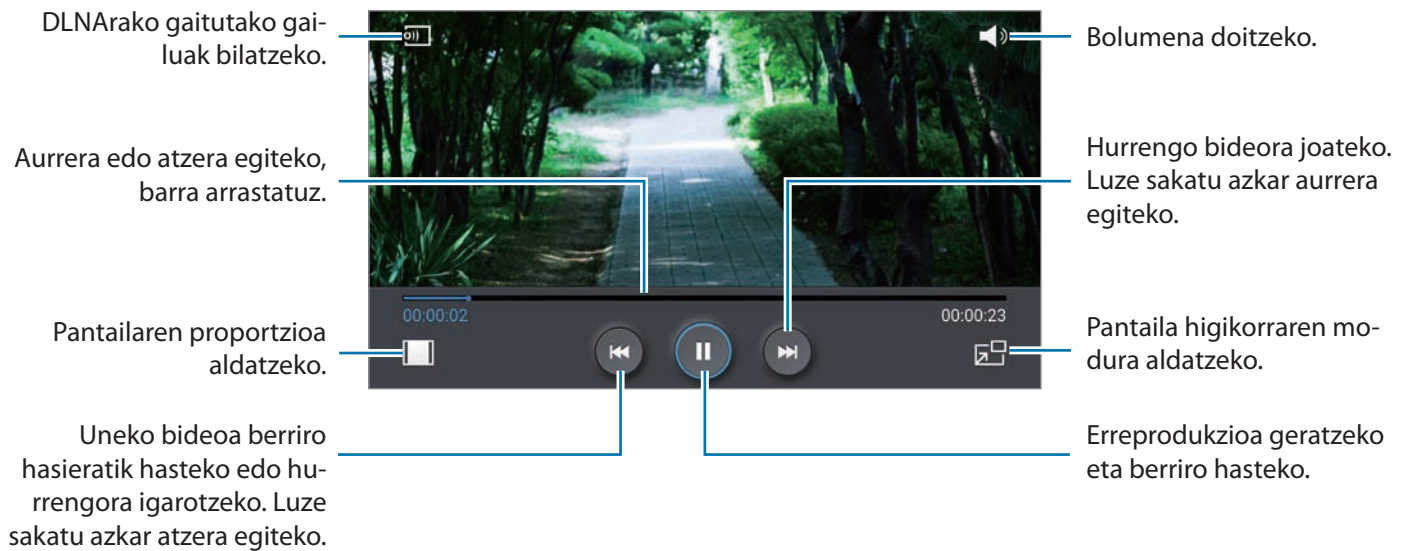 DLNArako gaitutako gai-
luak bilatzeko.
Bolumena doitzeko.
Aurrera edo atzera egiteko,
barra arrastatuz.
Hurrengo bideora joateko.
Luze sakatu azkar aurrera
egiteko.
00:00:02
00:00:23
Pantailaren proportzioa
aldatzeko.
Pantaila higikorraren mo-
dura aldatzeko.
Uneko bideoa berriro
hasieratik hasteko edo hu-
rrengora igarotzeko. Luze
sakatu azkar atzera egiteko.
Erreprodukzioa geratzeko
eta berriro hasteko.